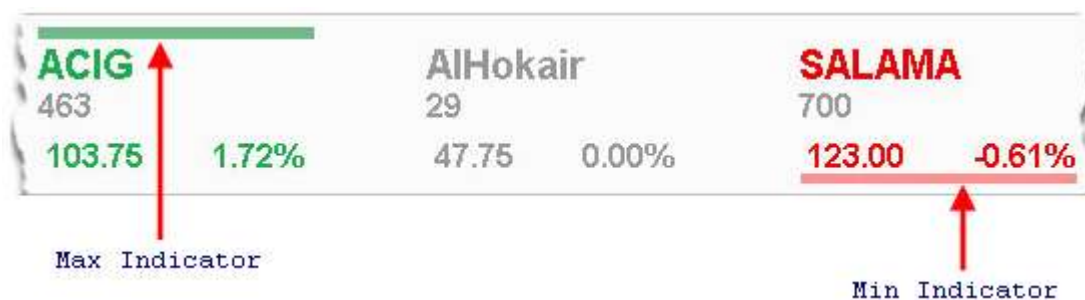 ACIG AlHokair SALAMA
463 29 700
103.75 1.72% 47.75 0.00% 123.00 -0.61%
Max Indicator
Min Indicator